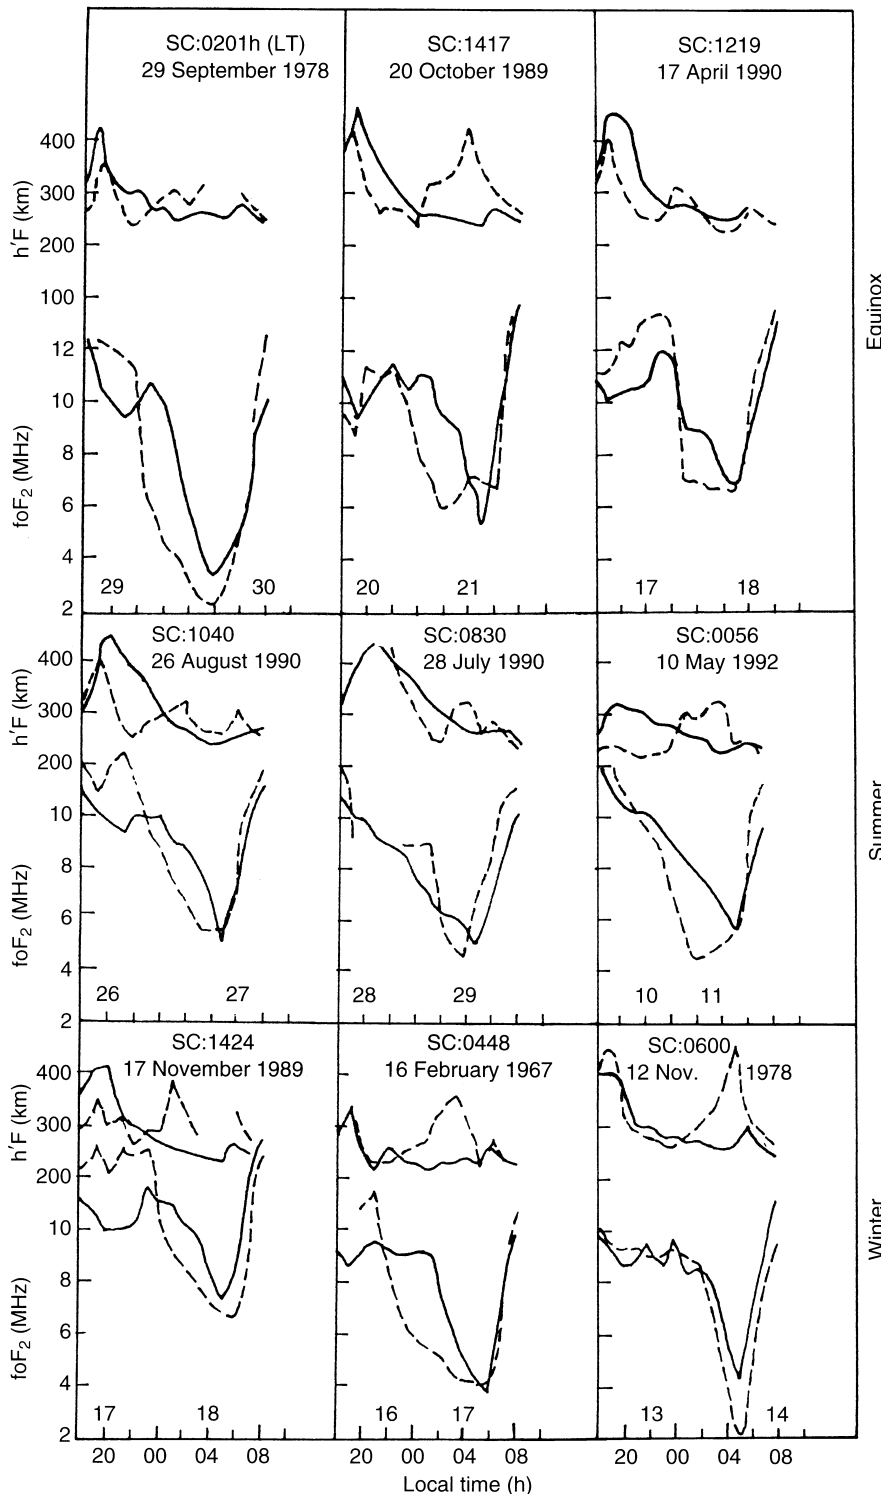 SC:0201h (LT)
29 September 1978
SC:1417
20 October 1989
SC:1219
17 April 1990
400
300
200
100
h′F (km)
12
10
8
6
4
2
foF2 (MHz)
29 30
20 21
17 18
Equinox
SC:1040
26 August 1990
SC:0830
28 July 1990
SC:0056
10 May 1992
400
300
200
h′F (km)
10
8
6
4
2
foF2 (MHz)
26 27
28 29
10 11
Summer
SC:1424
17 November 1989
SC:0448
16 February 1967
SC:0600
12 Nov. 1978
400
300
200
h′F (km)
10
8
6
4
2
foF2 (MHz)
17 18
16 17
13 14
Winter
20 00 04 08
20 00 04 08
20 00 04 08
Local time (h)